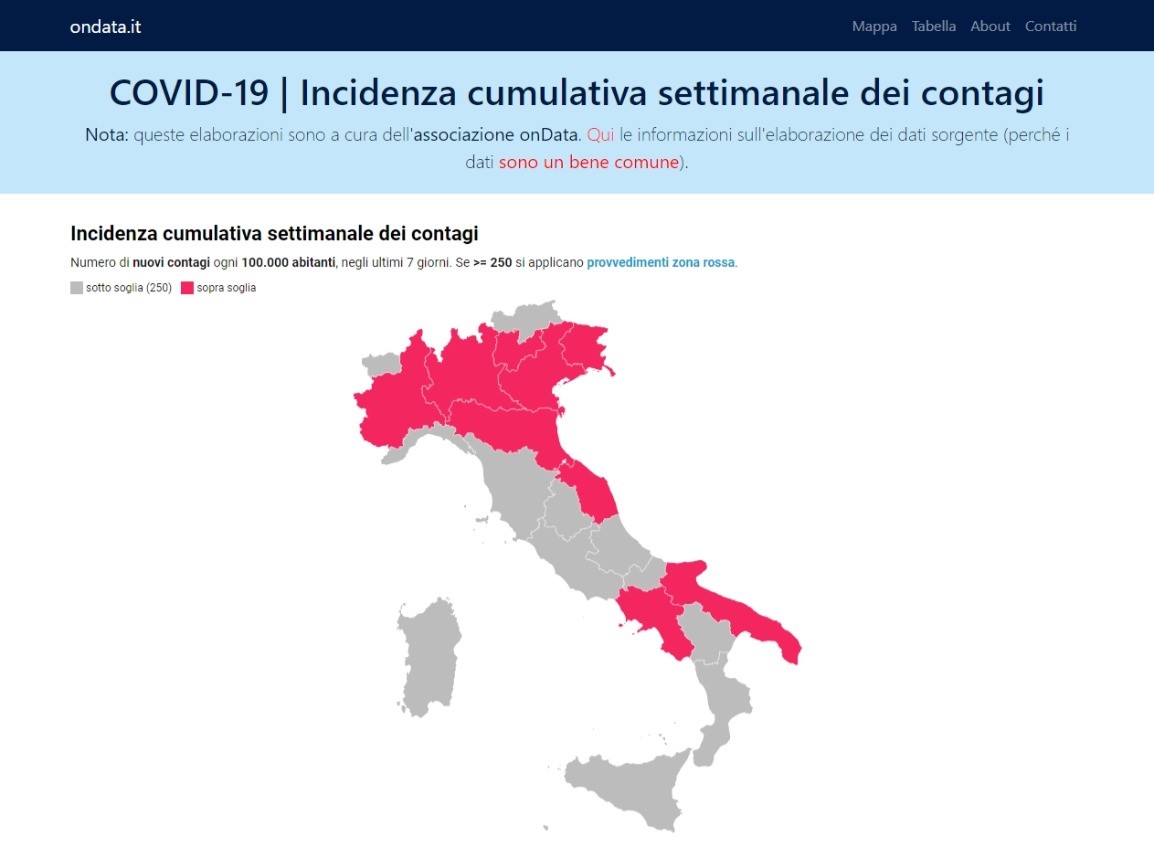 ondata.it
Mappa Tabella About Contatti
COVID-19 | Incidenza cumulativa settimanale dei contagi
Nota: queste elaborazioni sono a cura dell'associazione onData. Qui le informazioni sull'elaborazione dei dati sorgente (perché i
dati sono un bene comune).
Incidenza cumulativa settimanale dei contagi
Numero di nuovi contagi ogni 100.000 abitanti, negli ultimi 7 giorni. Se >= 250 si applicano provvedimenti zona rossa.
sotto soglia (250) sopra soglia